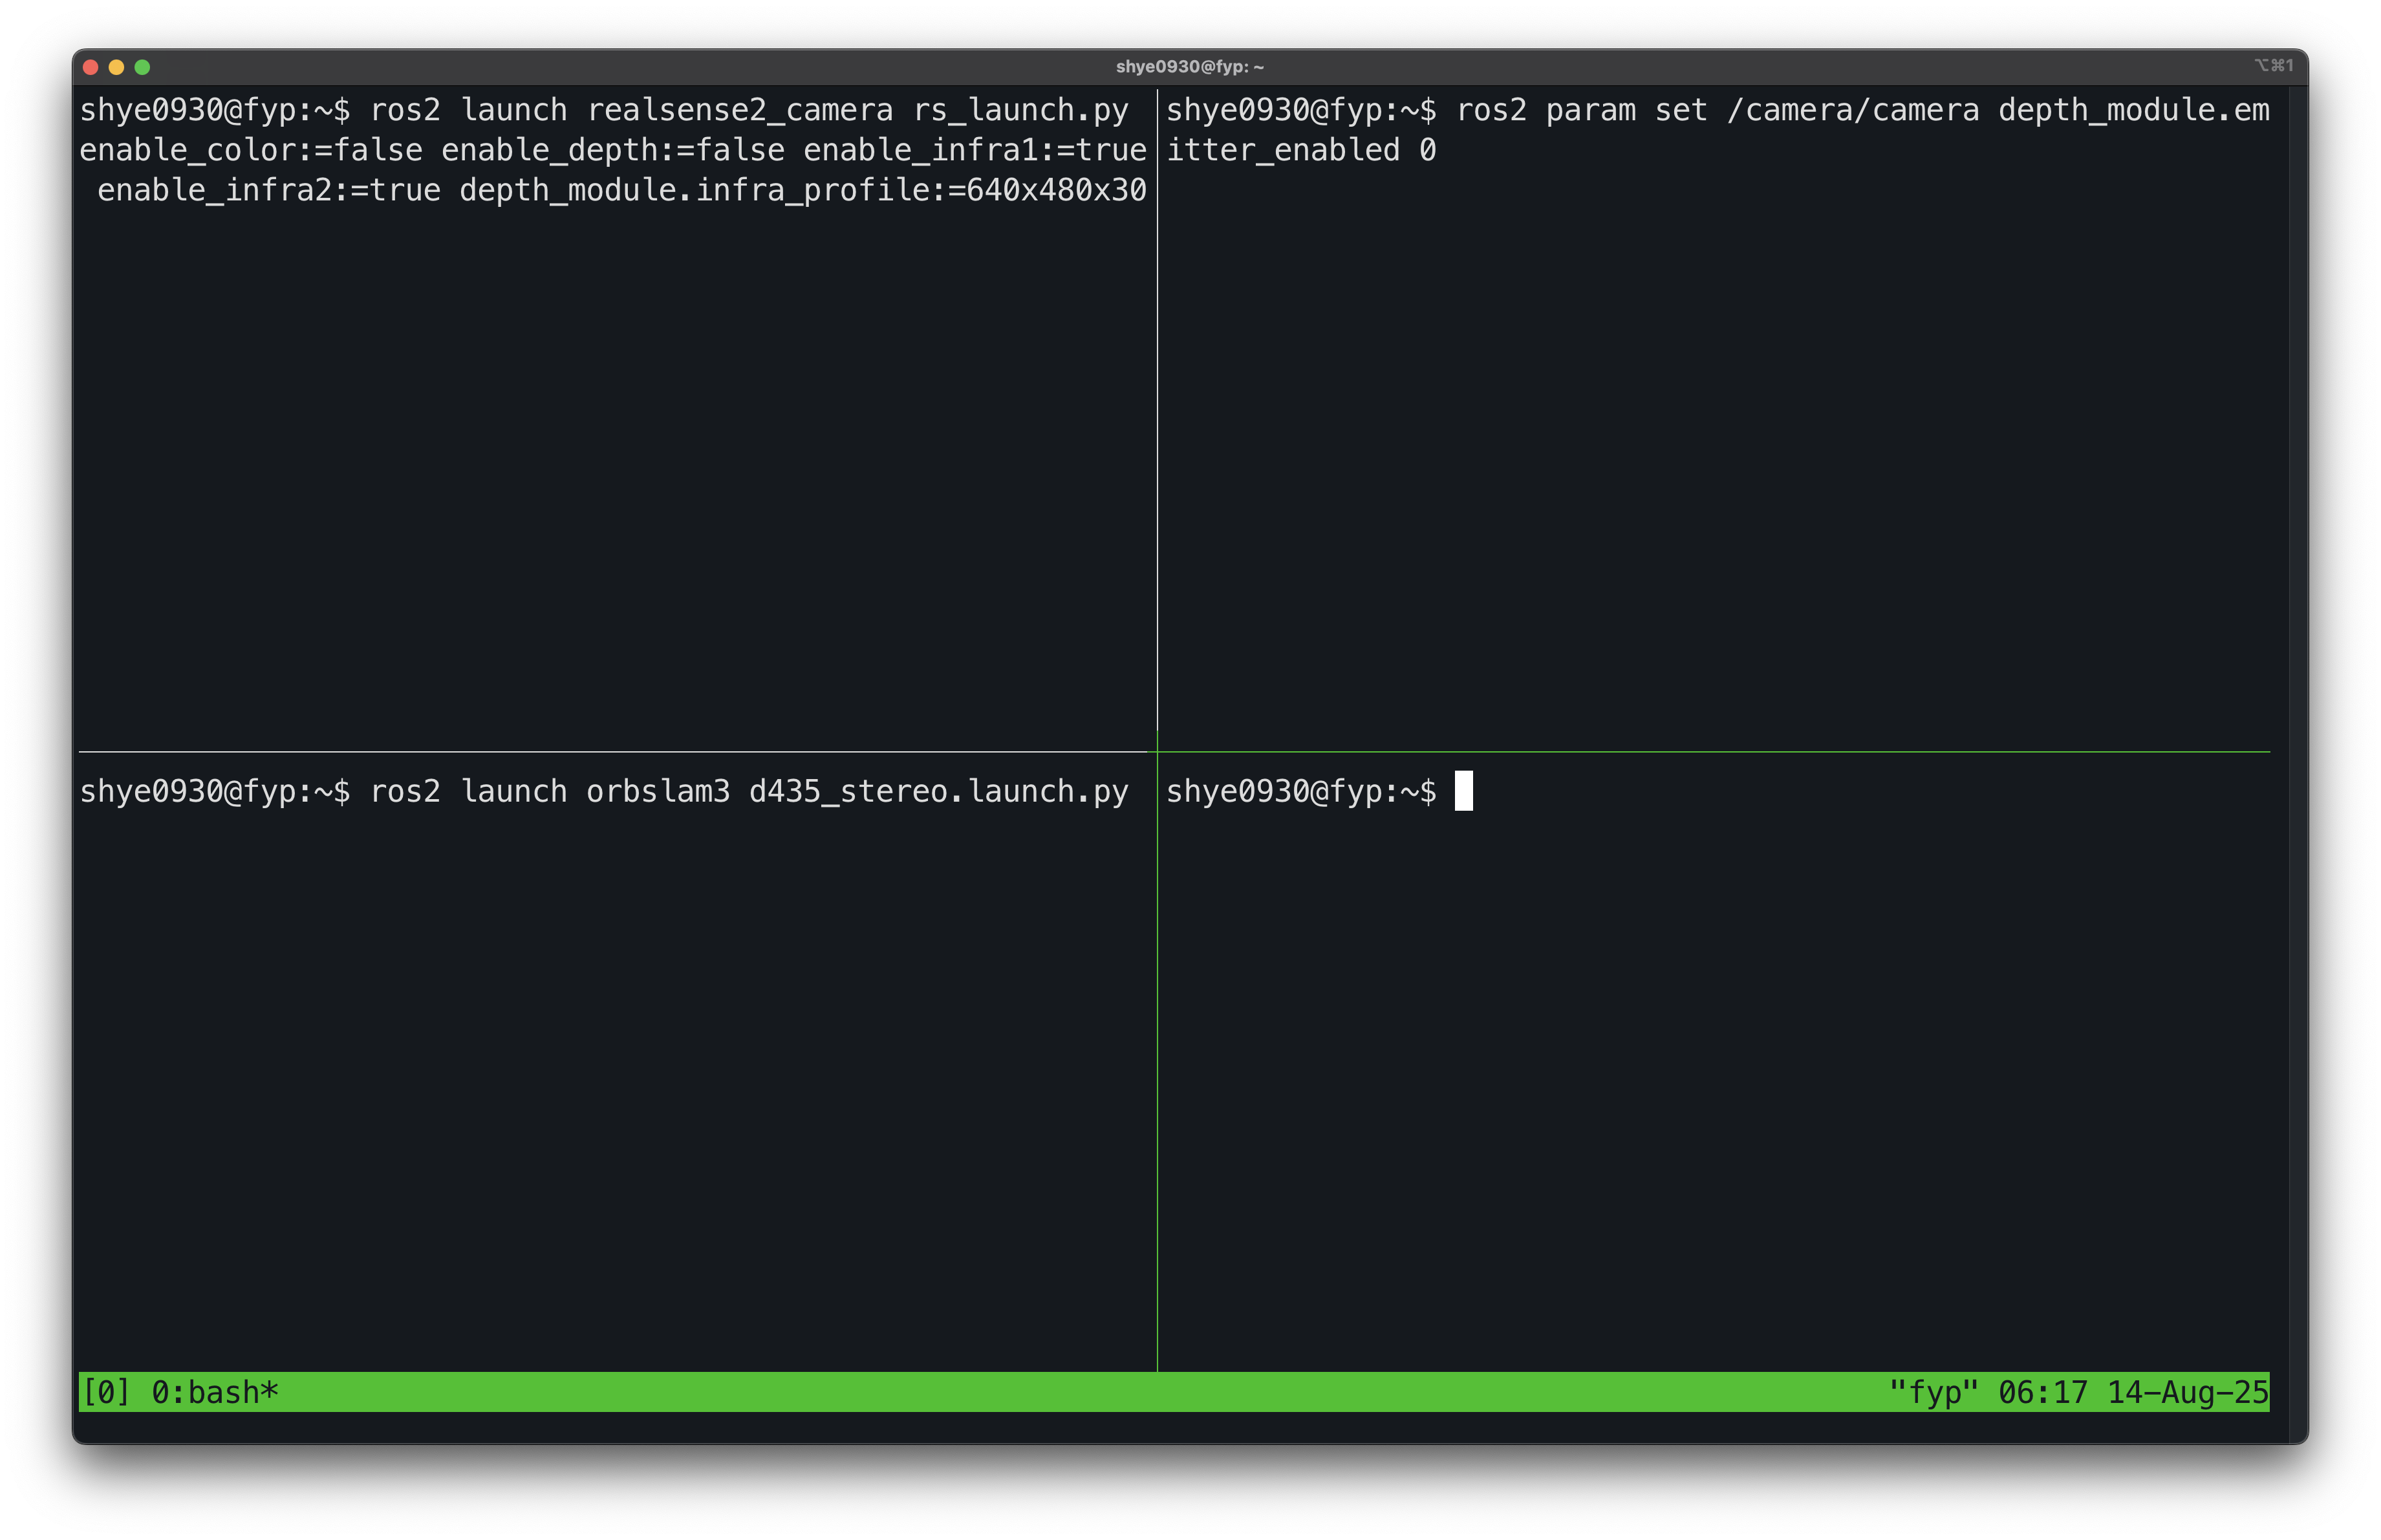 shye0930@fyp: ~
⌥⌘1
shye0930@fyp:~$ ros2 launch realsense2_camera rs_launch.py
enable_color:=false enable_depth:=false enable_infra1:=true
enable_infra2:=true depth_module.infra_profile:=640x480x30
shye0930@fyp:~$ ros2 param set /camera/camera depth_module.em
itter_enabled 0
shye0930@fyp:~$ ros2 launch orbslam3 d435_stereo.launch.py
shye0930@fyp:~$
[0] 0:bash*
"fyp" 06:17 14-Aug-25